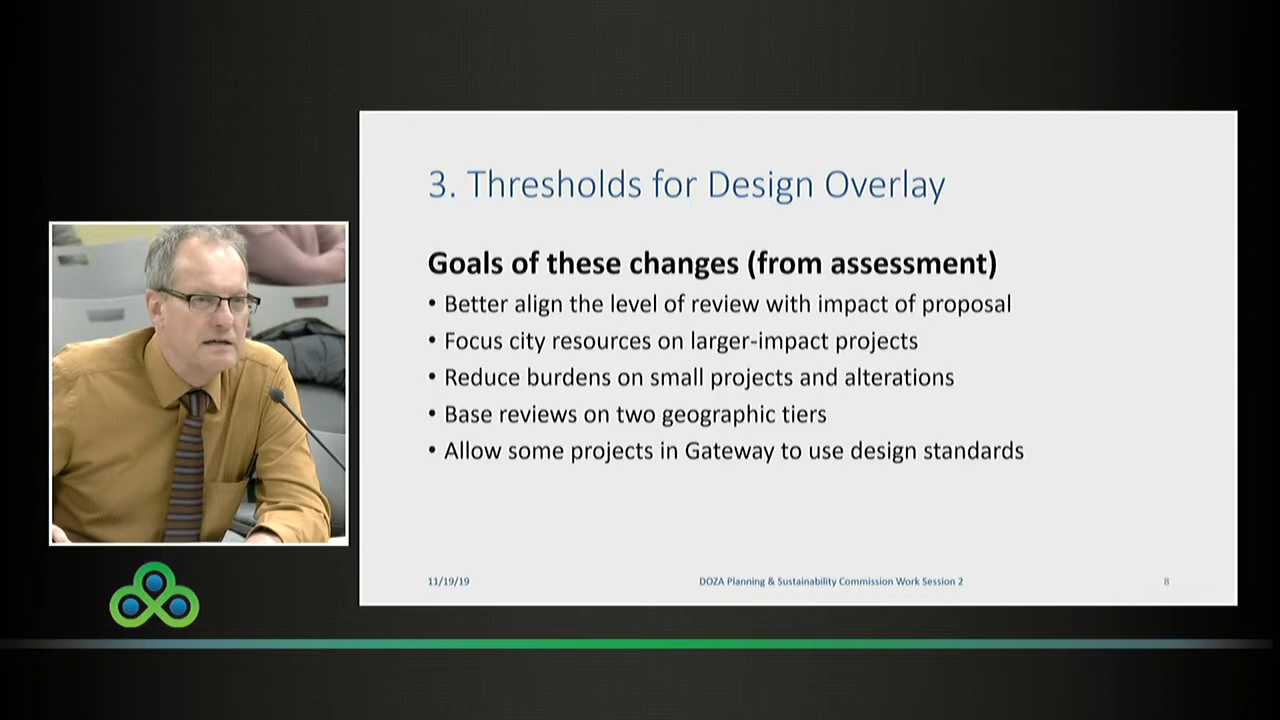 3. Thresholds for Design Overlay
Goals of these changes (from assessment)
• Better align the level of review with impact of proposal
• Focus city resources on larger-impact projects
• Reduce burdens on small projects and alterations
• Base reviews on two geographic tiers
• Allow some projects in Gateway to use design standards
11/19/19 DOZA Planning & Sustainability Commission Work Session 2 8